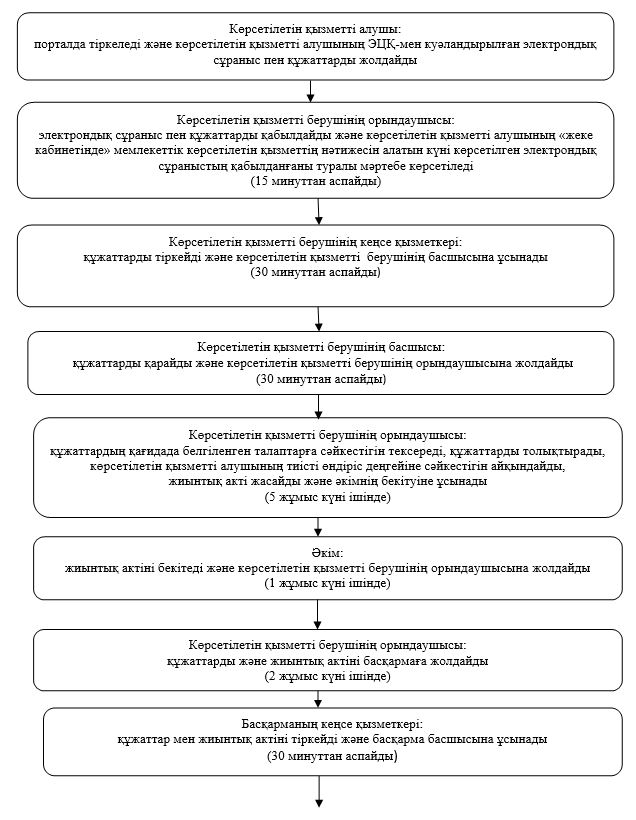 Көрсетілетін қызметті алушы:
порталда тіркеледі және көрсетілетін қызметті алушының ЭЦҚ-мен куәландырылған электрондық
сұраныс пен құжаттарды жолдайды
Көрсетілетін қызметті берушінің орындаушысы:
электрондық сұраныс пен құжаттарды қабылдайды және көрсетілетін қызметті алушының «жеке
кабинетінде» мемлекеттік көрсетілетін қызметтің нәтижесін алатын күні көрсетілген электрондық
сұраныстың қабылданғаны туралы мәртебе көрсетіледі
(15 минуттан аспайды)
Көрсетілетін қызметті берушінің кеңсе қызметкері:
құжаттарды тіркейді және көрсетілетін қызметті берушінің басшысына ұсынады
(30 минуттан аспайды)
Көрсетілетін қызметті берушінің басшысы:
құжаттарды қарайды және көрсетілетін қызметті берушінің орындаушысына жолдайды
(30 минуттан аспайды)
Көрсетілетін қызметті берушінің орындаушысы:
құжаттардың қағидада белгіленген талаптарға сәйкестігін тексереді, құжаттарды толықтырады,
көрсетілетін қызметті алушының тиісті өндіріс деңгейіне сәйкестігін айқындайды,
жиынтық акті жасайды және әкімнің бекітуіне ұсынады
(5 жұмыс күні ішінде)
Әкім:
жиынтық актіні бекітеді және көрсетілетін қызметті берушінің орындаушысына жолдайды
(1 жұмыс күні ішінде)
Көрсетілетін қызметті берушінің орындаушысы:
құжаттарды және жиынтық актіні басқармаға жолдайды
(2 жұмыс күні ішінде)
Басқарманың кеңсе қызметкері:
құжаттар мен жиынтық актіні тіркейді және басқарма басшысына ұсынады
(30 минуттан аспайды)